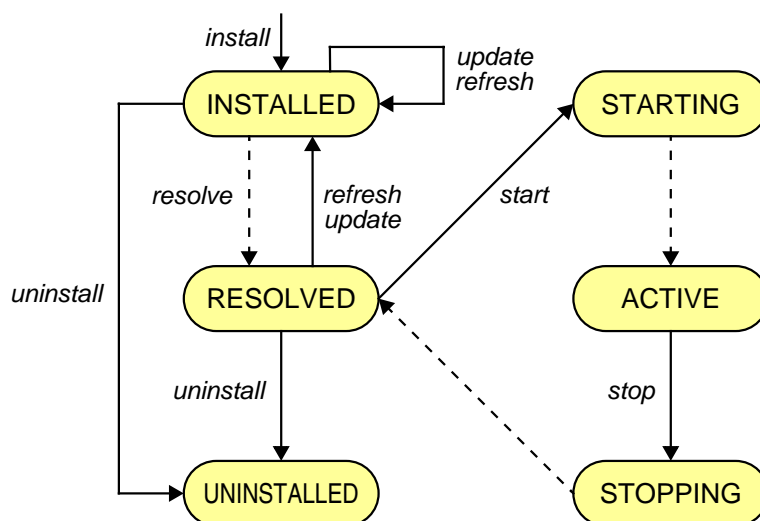 install
update
refresh
INSTALLED
STARTING
resolve
refresh
update
start
uninstall
RESOLVED
ACTIVE
uninstall
stop
UNINSTALLED
STOPPING